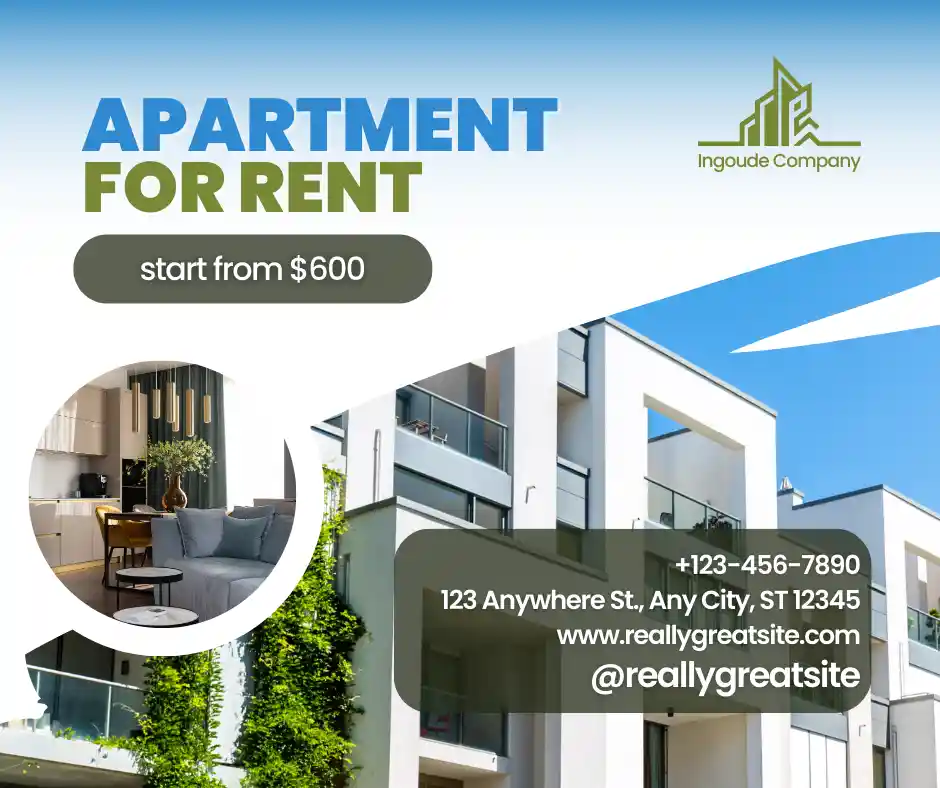 APARTMENT
FOR RENT
start from $600
Ingoude Company
+123-456-7890
123 Anywhere St., Any City, ST 12345
www.reallygreatsite.com
@reallygreatsite